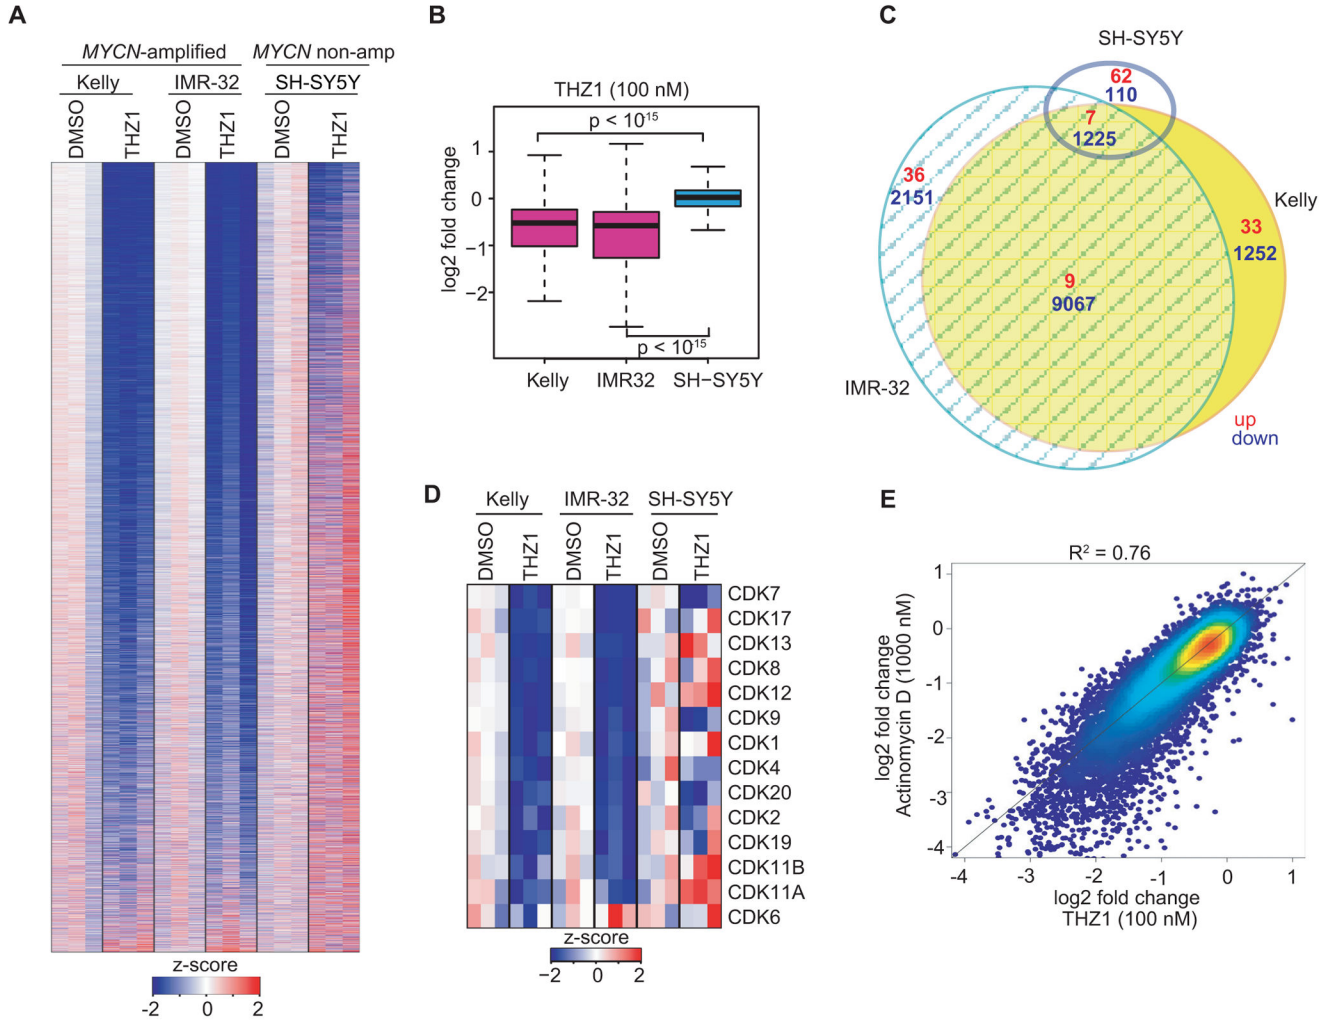 A
MYCN-amplified
MYCN non-amp
Kelly
IMR-32
SH-SY5Y
DMSO
THZ1
DMSO
THZ1
DMSO
THZ1
z-score
-2
0
2
B
THZ1 (100 nM)
p < 10-15
log2 fold change
1
0
−1
−2
p < 10-15
Kelly
IMR32
SH−SY5Y
C
SH-SY5Y
62
110
7
1225
36
2151
Kelly
33
1252
9
9067
IMR-32
up
down
D
Kelly
IMR-32
SH-SY5Y
DMSO
THZ1
DMSO
THZ1
DMSO
THZ1
CDK7
CDK17
CDK13
CDK8
CDK12
CDK9
CDK1
CDK4
CDK20
CDK2
CDK19
CDK11B
CDK11A
CDK6
z-score
−2
0
2
E
R2 = 0.76
log2 fold change
Actinomycin D (1000 nM)
1
0
-1
-2
-3
-4
-4
-3
-2
-1
0
1
log2 fold change
THZ1 (100 nM)